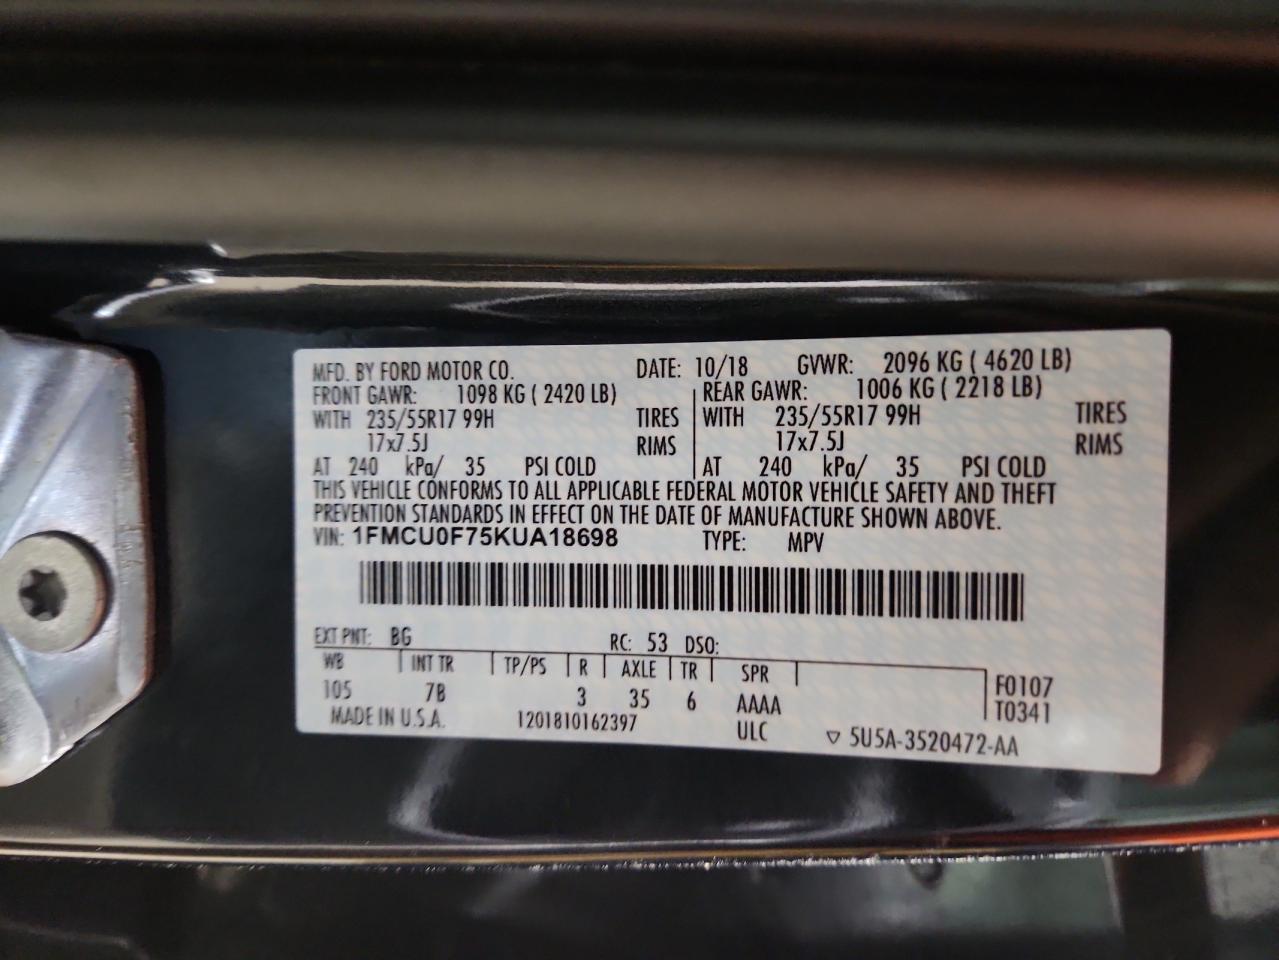 MFD. BY FORD MOTOR CO. DATE: 10/18 GVWR: 2096 KG ( 4620 LB)
FRONT GAWR: 1098 KG ( 2420 LB) REAR GAWR: 1006 KG ( 2218 LB)
WITH 235/55R17 99H TIRES WITH 235/55R17 99H TIRES
17x7.5J RIMS 17x7.5J RIMS
AT 240 kPa/ 35 PSI COLD AT 240 kPa/ 35 PSI COLD
THIS VEHICLE CONFORMS TO ALL APPLICABLE FEDERAL MOTOR VEHICLE SAFETY AND THEFT
PREVENTION STANDARDS IN EFFECT ON THE DATE OF MANUFACTURE SHOWN ABOVE.
VIN: 1FMCU0F75KUA18698 TYPE: MPV
EXT PNT: BG RC: 53 DSO:
WB INT TR TP/PS R AXLE TR SPR
105 7B 3 35 6 AAAA F0107
MADE IN U.S.A. 1201810162397 ULC T0341
▽ 5U5A-3520472-AA